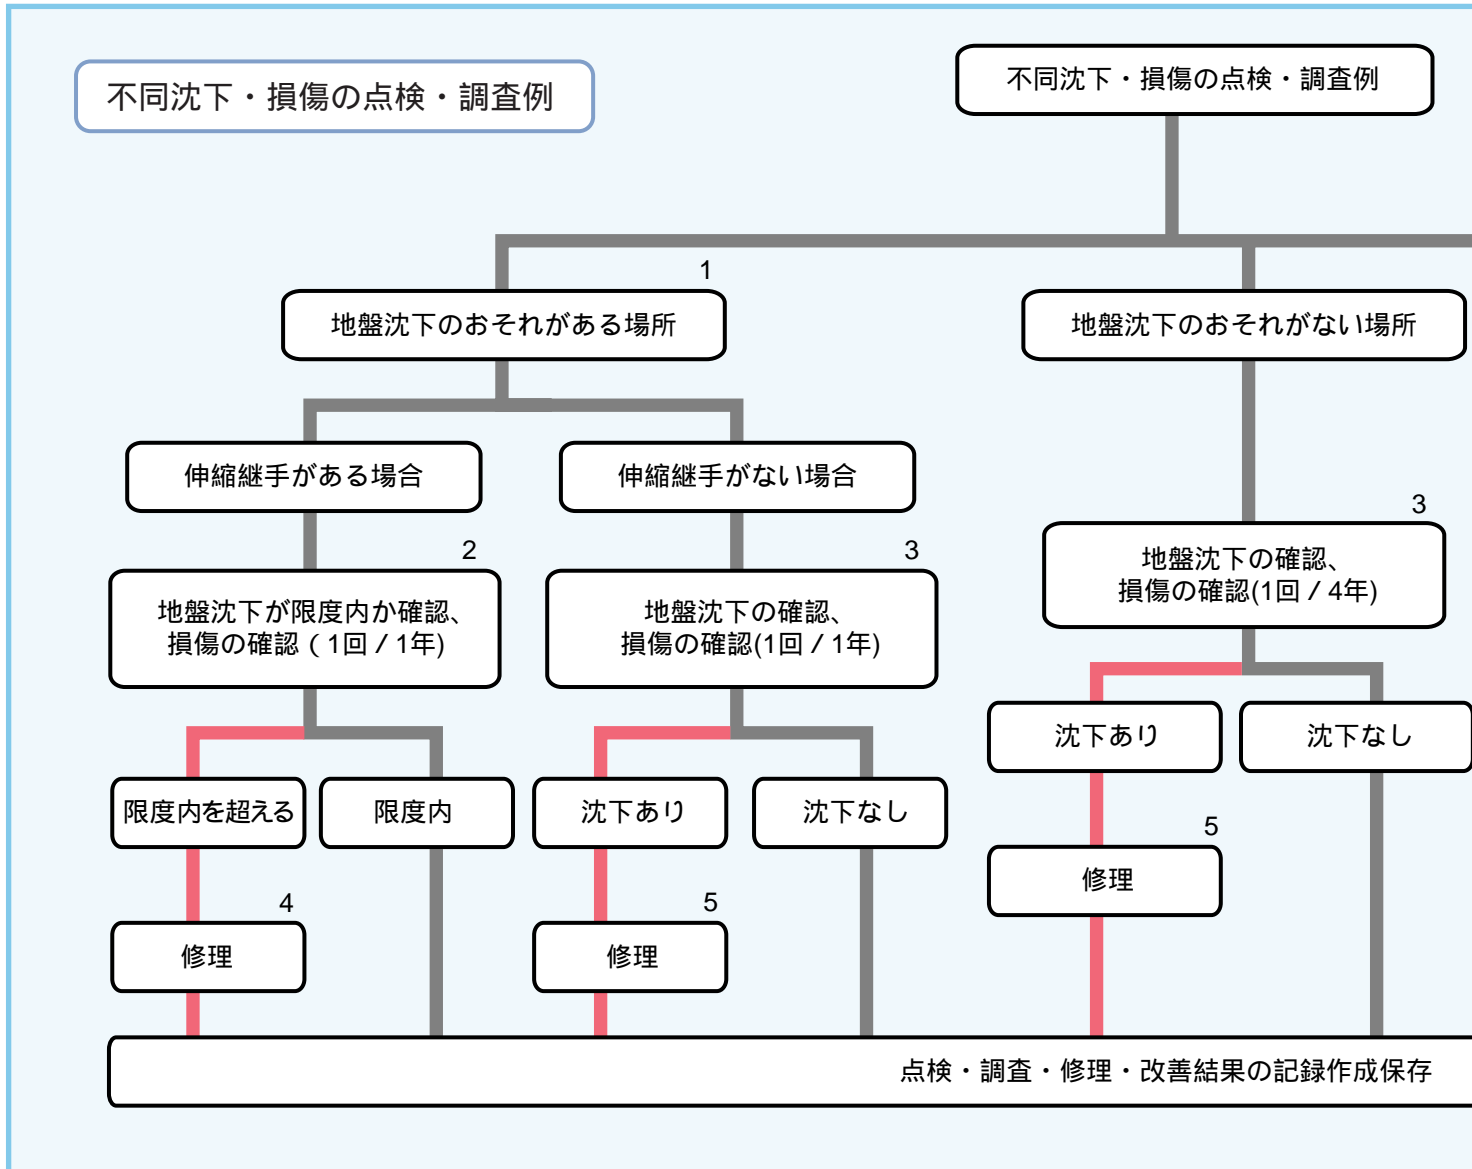 不同沈下・損傷の点検・調査例
不同沈下・損傷の点検・調査例
1
地盤沈下のおそれがある場所
地盤沈下のおそれがない場所
伸縮継手がある場合
伸縮継手がない場合
2
地盤沈下が限度内か確認、
損傷の確認（1回／1年)
3
地盤沈下の確認、
損傷の確認(1回／1年)
3
地盤沈下の確認、
損傷の確認(1回／4年)
限度内を超える
限度内
沈下あり
沈下なし
沈下あり
沈下なし
4
修理
5
修理
5
修理
点検・調査・修理・改善結果の記録作成保存